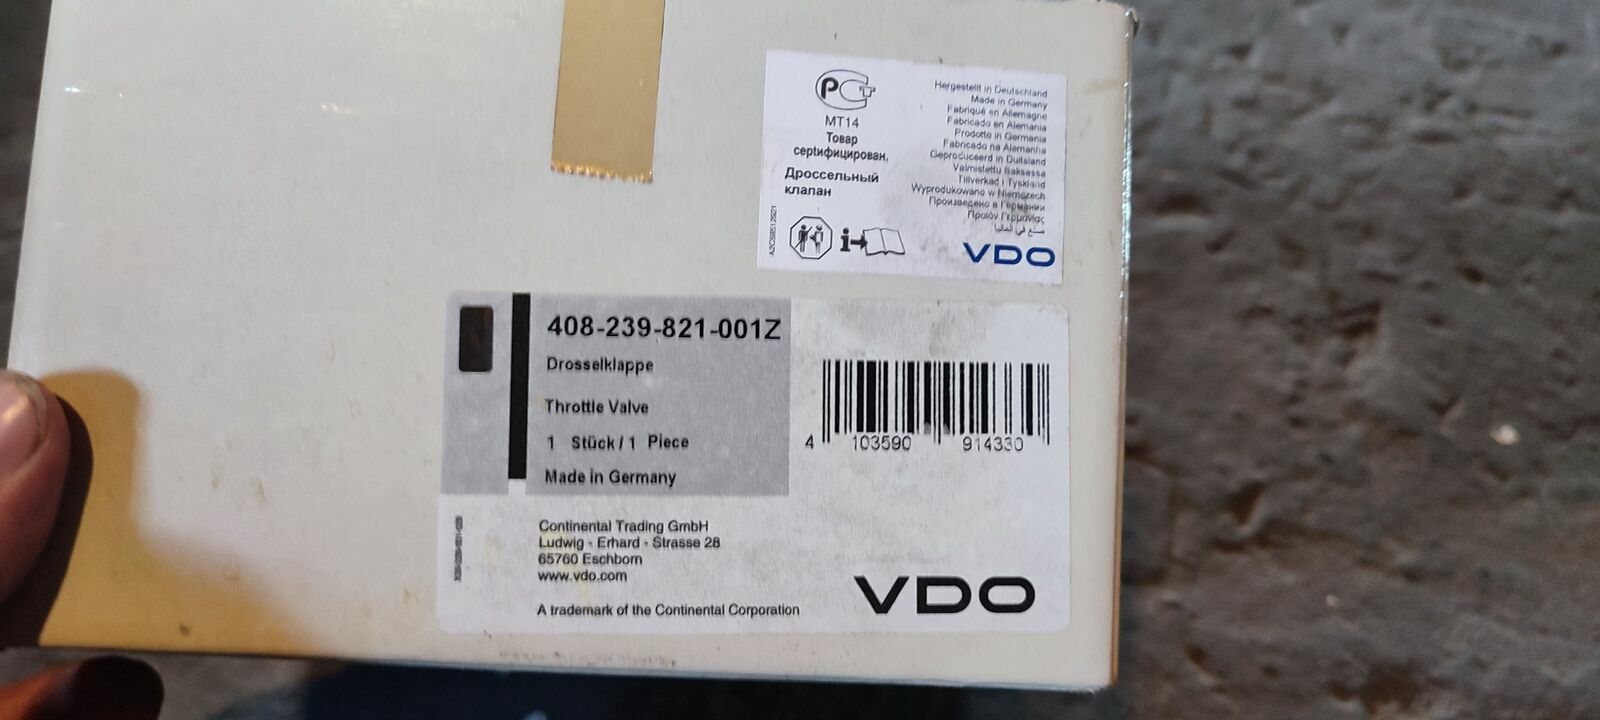 PCT
MT14
Товар
сертифицирован.
Дроссельный
клапан
Hergestellt in Deutschland
Made in Germany
Fabriqué en Allemagne
Fabricado en Alemania
Prodotto in Germania
Fabricado na Alemanha
Geproduceerd in Duitsland
Valmistettu Saksassa
Tillverkad i Tyskland
Wyprodukowano w Niemczech
Произведено в Германии
Προϊόν Γερμανίας
صنع في ألمانيا
VDO
408-239-821-001Z
Drosselklappe
Throttle Valve
1 Stück / 1 Piece
Made in Germany
4 103590 914330
Continental Trading GmbH
Ludwig - Erhard - Strasse 28
65760 Eschborn
www.vdo.com
A trademark of the Continental Corporation
VDO